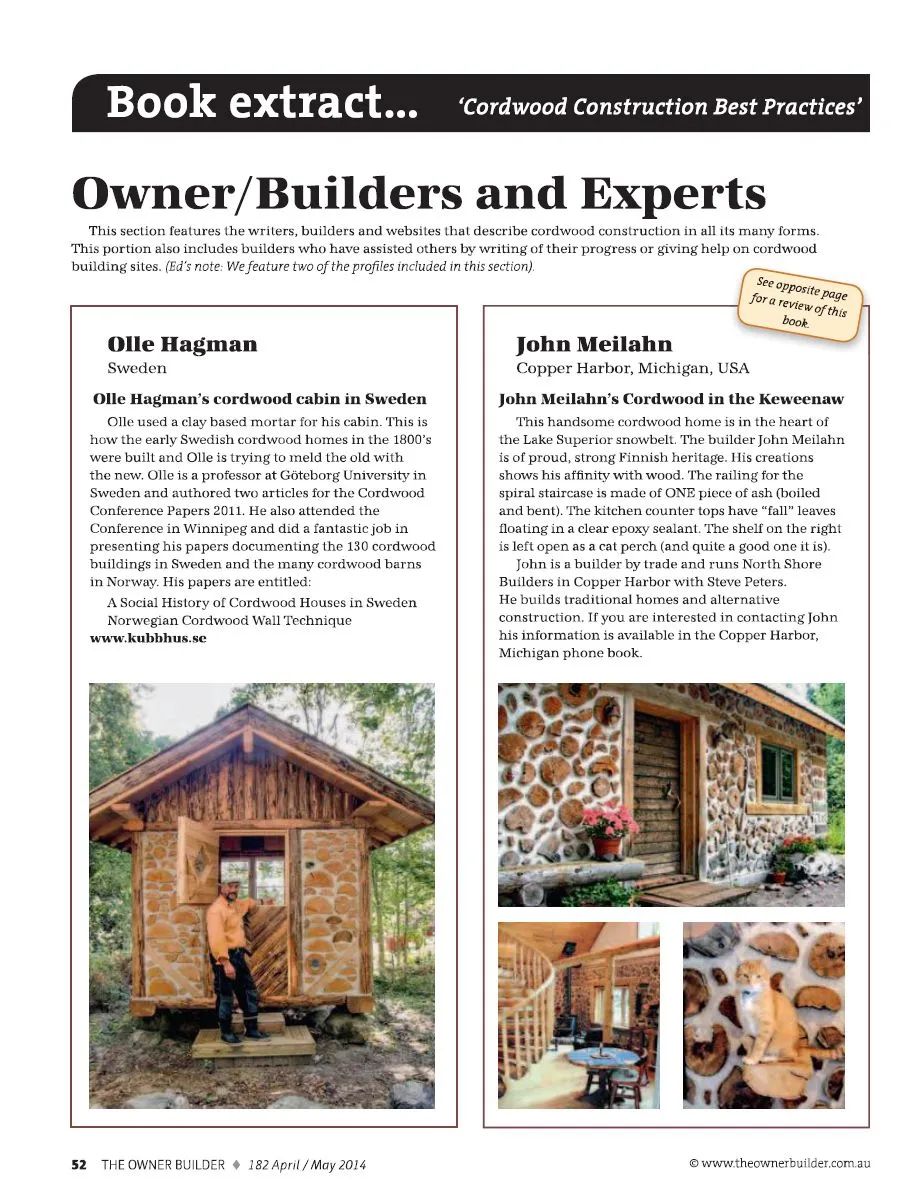 Book extract... 'Cordwood Construction Best Practices'
Owner/Builders and Experts
This section features the writers, builders and websites that describe cordwood construction in all its many forms.
This portion also includes builders who have assisted others by writing of their progress or giving help on cordwood
building sites. (Ed's note: We feature two of the profiles included in this section).
See opposite page
for a review of this
book.
Olle Hagman
Sweden
Olle Hagman's cordwood cabin in Sweden
Olle used a clay based mortar for his cabin. This is
how the early Swedish cordwood homes in the 1800's
were built and Olle is trying to meld the old with
the new. Olle is a professor at Göteborg University in
Sweden and authored two articles for the Cordwood
Conference Papers 2011. He also attended the
Conference in Winnipeg and did a fantastic job in
presenting his papers documenting the 130 cordwood
buildings in Sweden and the many cordwood barns
in Norway. His papers are entitled:
A Social History of Cordwood Houses in Sweden
Norwegian Cordwood Wall Technique
www.kubbhus.se
John Meilahn
Copper Harbor, Michigan, USA
John Meilahn's Cordwood in the Keweenaw
This handsome cordwood home is in the heart of
the Lake Superior snowbelt. The builder John Meilahn
is of proud, strong Finnish heritage. His creations
shows his affinity with wood. The railing for the
spiral staircase is made of ONE piece of ash (boiled
and bent). The kitchen counter tops have "fall" leaves
floating in a clear epoxy sealant. The shelf on the right
is left open as a cat perch (and quite a good one it is).
John is a builder by trade and runs North Shore
Builders in Copper Harbor with Steve Peters.
He builds traditional homes and alternative
construction. If you are interested in contacting John
his information is available in the Copper Harbor,
Michigan phone book.
52 THE OWNER BUILDER ♦ 182 April / May 2014
© www.theownerbuilder.com.au